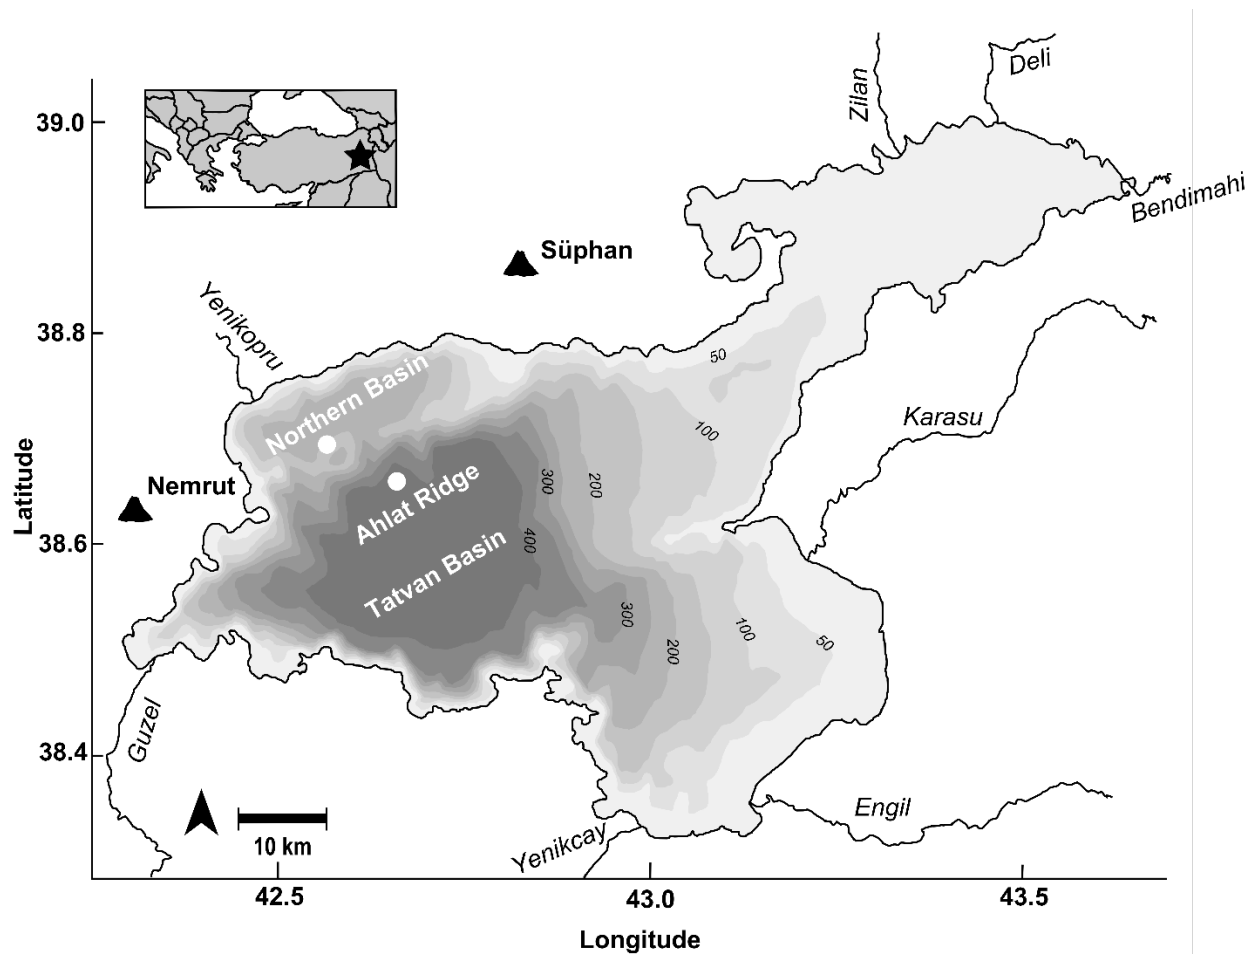 Zilan
Deli
39.0
Bendimahi
Süphan
Yenikopru
38.8
50
Northern Basin
100
Karasu
Latitude
Nemrut
Ahlat Ridge
300
200
38.6
400
Tatvan Basin
300
200
100
50
Guzel
38.4
10 km
Yenikcay
Engil
42.5
43.0
43.5
Longitude